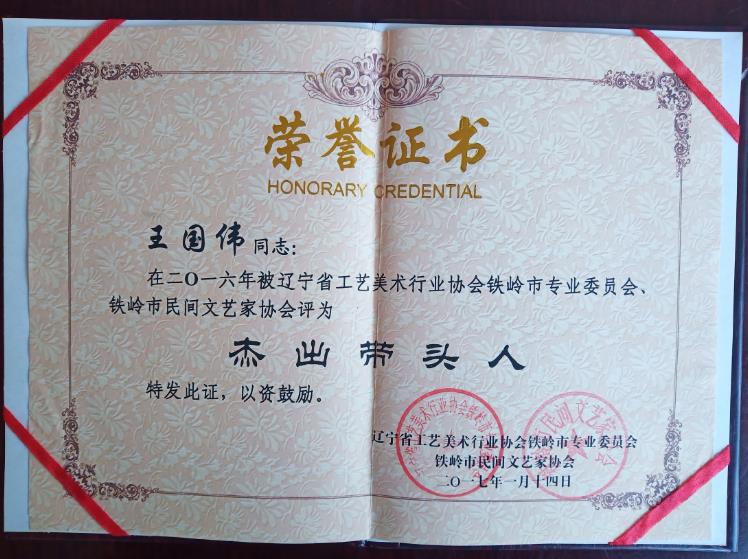 荣誉证书
HONORARY CREDENTIAL
王国伟 同志：
在二〇一六年被辽宁省工艺美术行业协会铁岭市专业委员会、
铁岭市民间文艺家协会评为
杰出带头人
特发此证，以资鼓励。
辽宁省工艺美术行业协会铁岭市专业委员会
铁岭市民间文艺家协会
二〇一七年一月十四日